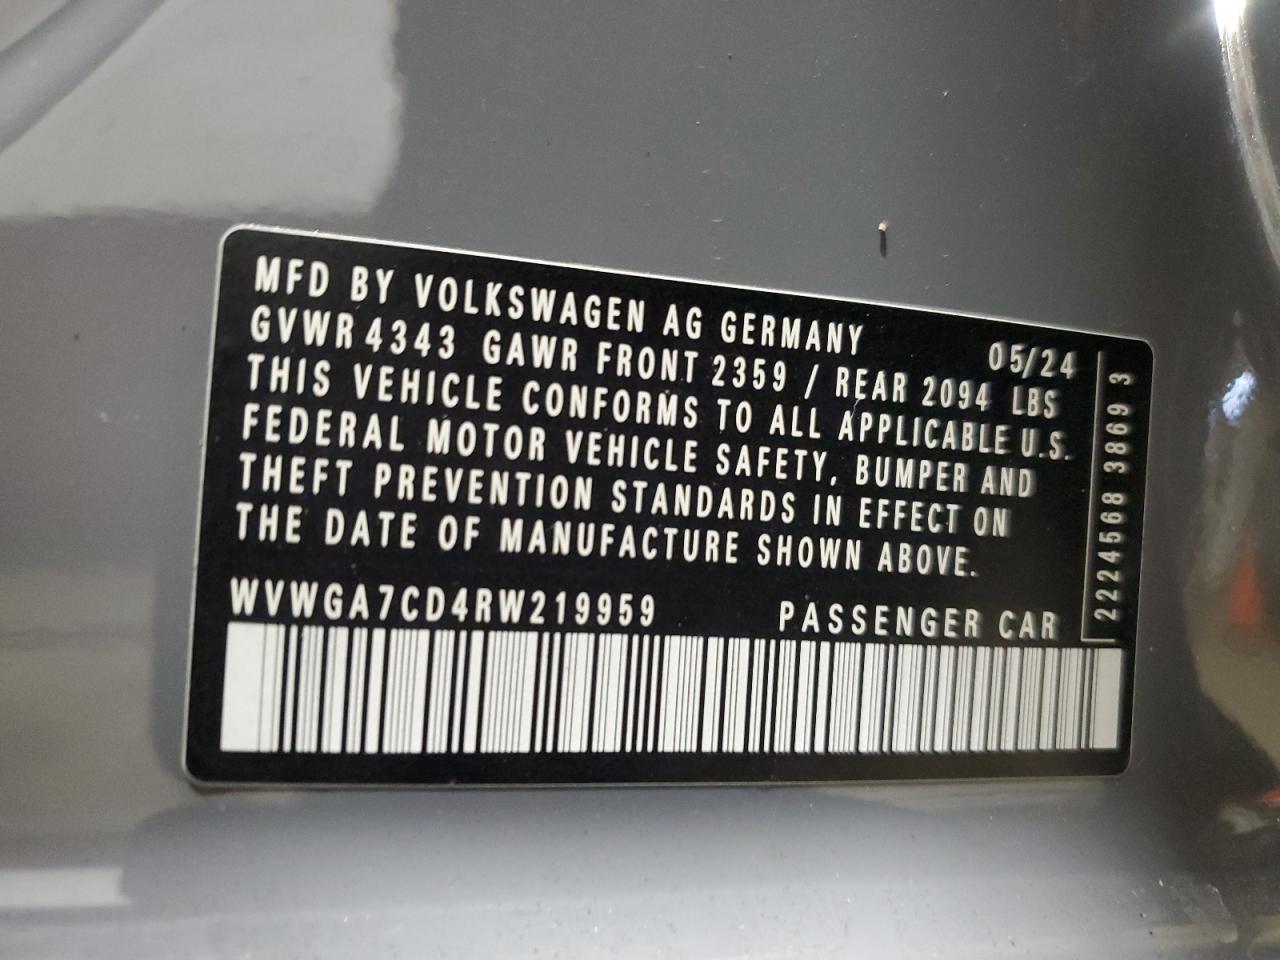 MFD BY VOLKSWAGEN AG GERMANY
05/24
GVWR 4343 GAWR FRONT 2359 / REAR 2094 LBS
THIS VEHICLE CONFORMS TO ALL APPLICABLE U.S.
FEDERAL MOTOR VEHICLE SAFETY, BUMPER AND
THEFT PREVENTION STANDARDS IN EFFECT ON
THE DATE OF MANUFACTURE SHOWN ABOVE.
WVWGA7CD4RW219959 PASSENGER CAR
2224568 3869 3